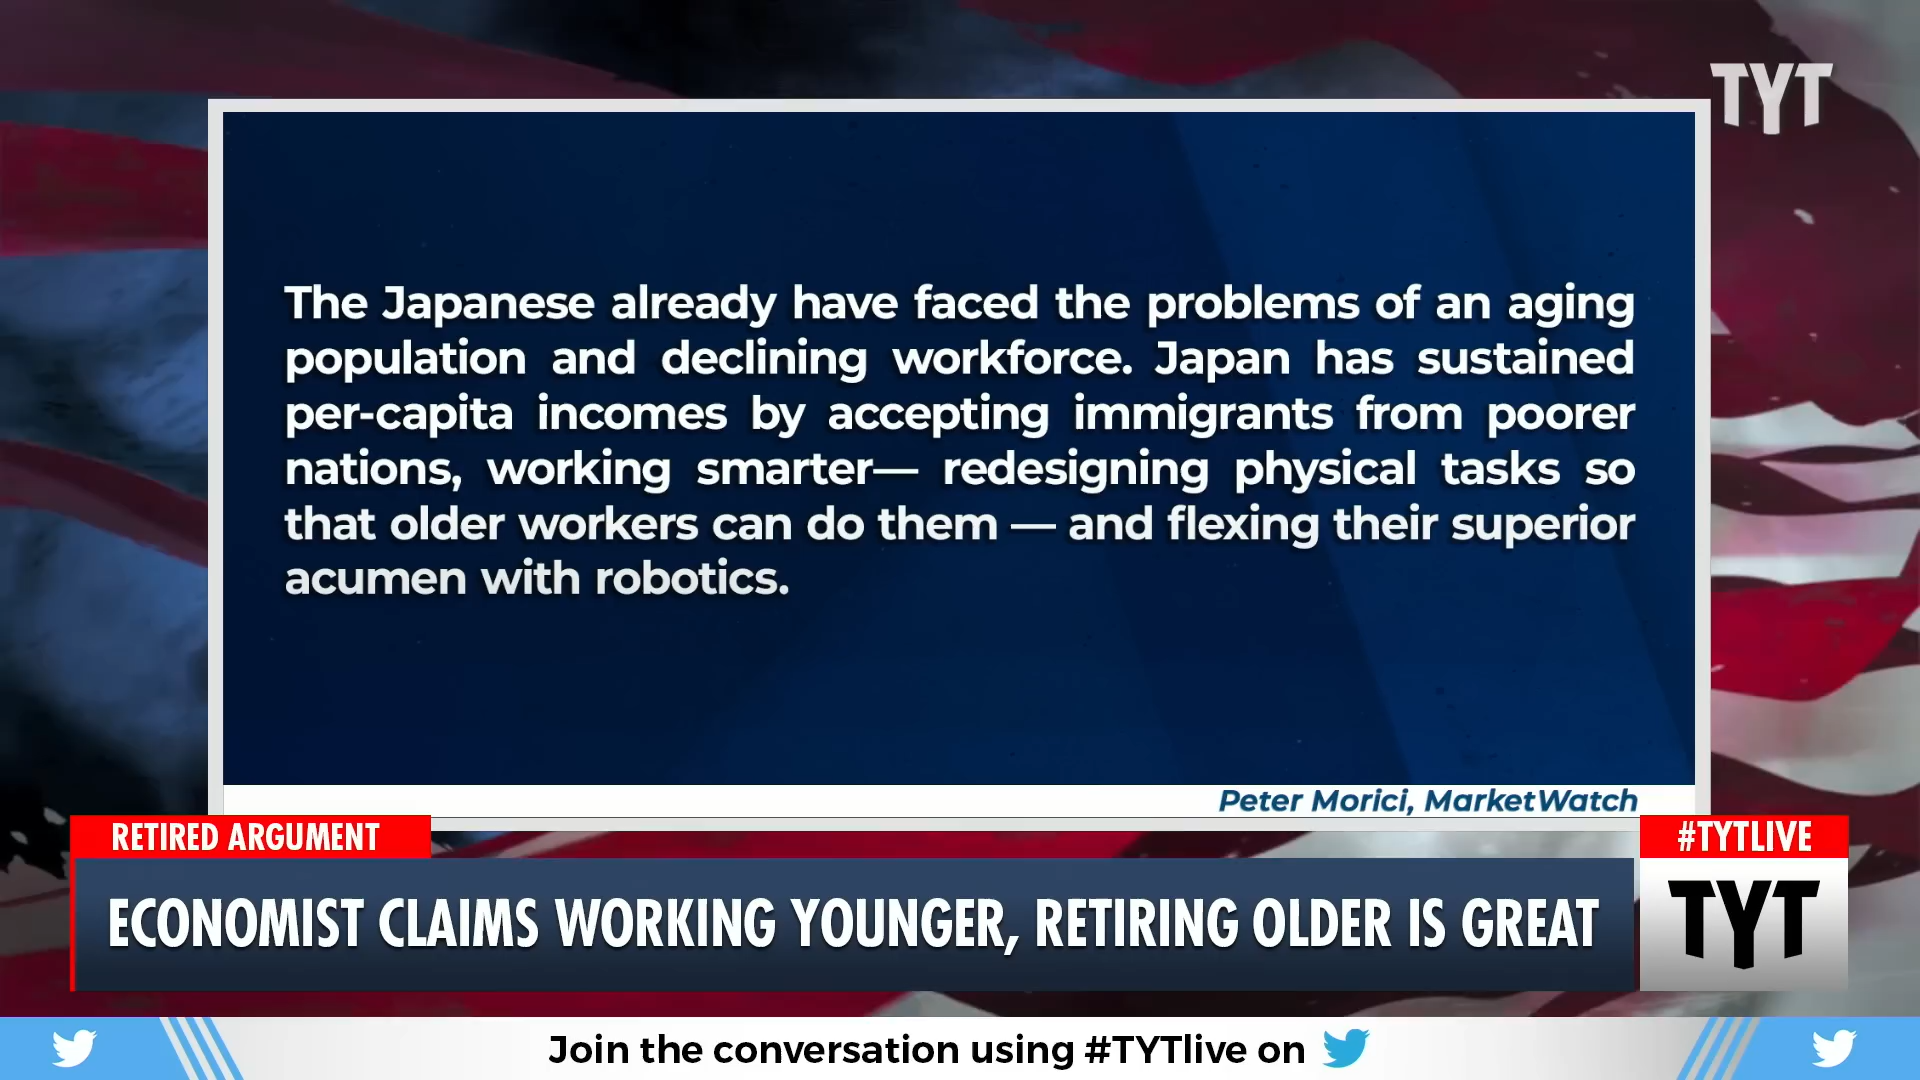 TYT
The Japanese already have faced the problems of an aging
population and declining workforce. Japan has sustained
per-capita incomes by accepting immigrants from poorer
nations, working smarter— redesigning physical tasks so
that older workers can do them — and flexing their superior
acumen with robotics.
Peter Morici, MarketWatch
RETIRED ARGUMENT
#TYTLIVE
ECONOMIST CLAIMS WORKING YOUNGER, RETIRING OLDER IS GREAT
TYT
Join the conversation using #TYTlive on